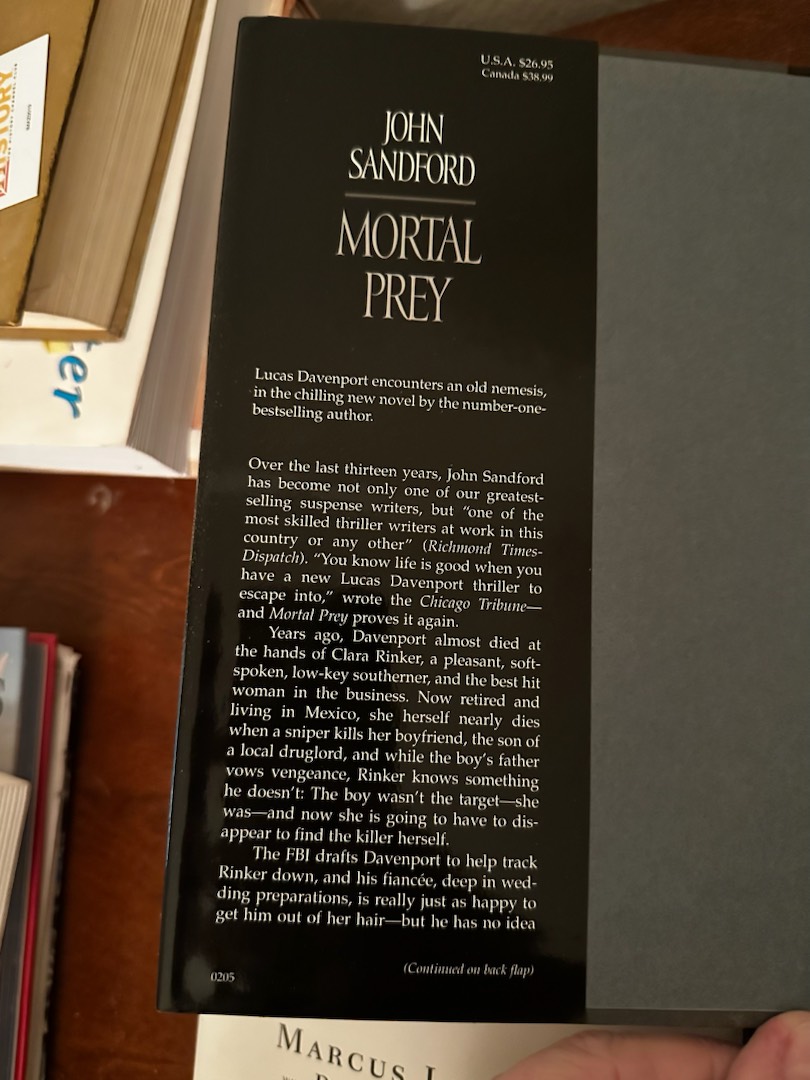 U.S.A. $26.95
Canada $38.99
JOHN
SANDFORD
MORTAL
PREY
Lucas Davenport encounters an old nemesis,
in the chilling new novel by the number-one-
bestselling author.
Over the last thirteen years, John Sandford
has become not only one of our greatest-
selling suspense writers, but “one of the
most skilled thriller writers at work in this
country or any other” (Richmond Times-
Dispatch). “You know life is good when you
have a new Lucas Davenport thriller to
escape into,” wrote the Chicago Tribune—
and Mortal Prey proves it again.
Years ago, Davenport almost died at
the hands of Clara Rinker, a pleasant, soft-
spoken, low-key southerner, and the best hit
woman in the business. Now retired and
living in Mexico, she herself nearly dies
when a sniper kills her boyfriend, the son of
a local druglord, and while the boy’s father
vows vengeance, Rinker knows something
he doesn’t: The boy wasn’t the target—she
was—and now she is going to have to dis-
appear to find the killer herself.
The FBI drafts Davenport to help track
Rinker down, and his fiancée, deep in wed-
ding preparations, is really just as happy to
get him out of her hair—but he has no idea
(Continued on back flap)
0205
MARCUS